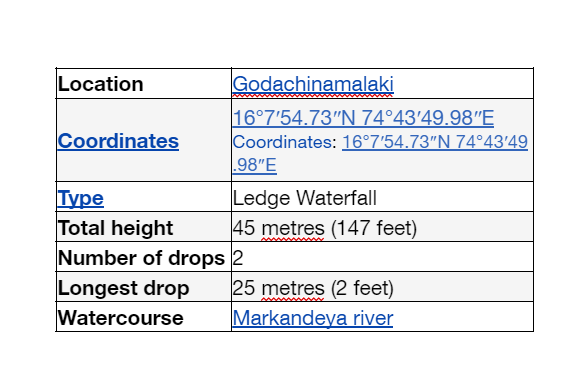 Location Godachinamalaki
16°7′54.73″N 74°43′49.98″E
Coordinates Coordinates: 16°7′54.73″N 74°43′49
.98″E
Type Ledge Waterfall
Total height 45 metres (147 feet)
Number of drops 2
Longest drop 25 metres (2 feet)
Watercourse Markandeya river